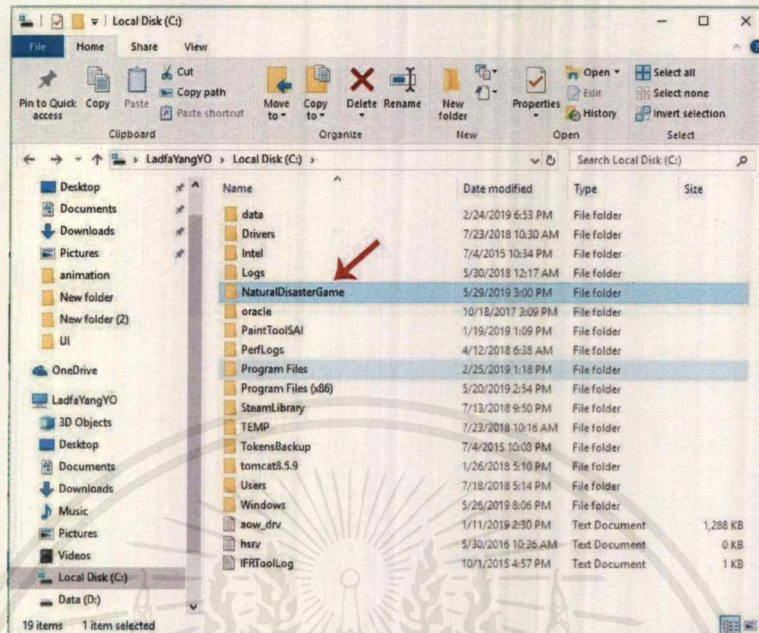 Local Disk (C:)
File Home Share View
Pin to Quick access
Copy
Paste
Cut
Copy path
Paste shortcut
Move to
Copy to
Delete
Rename
New folder
Properties
Open
Edit
History
Select all
Select none
Invert selection
Clipboard Organize New Open Select
LadfaYangYO > Local Disk (C:) >
Search Local Disk (C:)
Desktop
Documents
Downloads
Pictures
animation
New folder
New folder (2)
UI
OneDrive
LadfaYangYO
3D Objects
Desktop
Documents
Downloads
Music
Pictures
Videos
Local Disk (C:)
Data (D:)
Name Date modified Type Size
data 2/24/2019 6:53 PM File folder
Drivers 7/23/2018 10:30 AM File folder
Intel 7/4/2015 10:34 PM File folder
Logs 5/30/2018 12:17 AM File folder
NaturalDisasterGame 5/29/2019 3:00 PM File folder
oracle 10/18/2017 3:09 PM File folder
PaintToolSAI 1/19/2019 1:09 PM File folder
PerfLogs 4/12/2018 6:38 AM File folder
Program Files 2/25/2019 1:18 PM File folder
Program Files (x86) 5/20/2019 2:54 PM File folder
SteamLibrary 7/13/2018 9:50 PM File folder
TEMP 7/23/2018 10:16 AM File folder
TokensBackup 7/4/2015 10:08 PM File folder
tomcat8.5.9 1/26/2018 5:10 PM File folder
Users 7/18/2018 5:14 PM File folder
Windows 5/26/2019 8:06 PM File folder
aow_drv 1/11/2019 2:30 PM Text Document 1,288 KB
hsrv 5/30/2016 10:36 AM Text Document 0 KB
IFRToolLog 10/1/2015 4:57 PM Text Document 1 KB
19 items 1 item selected